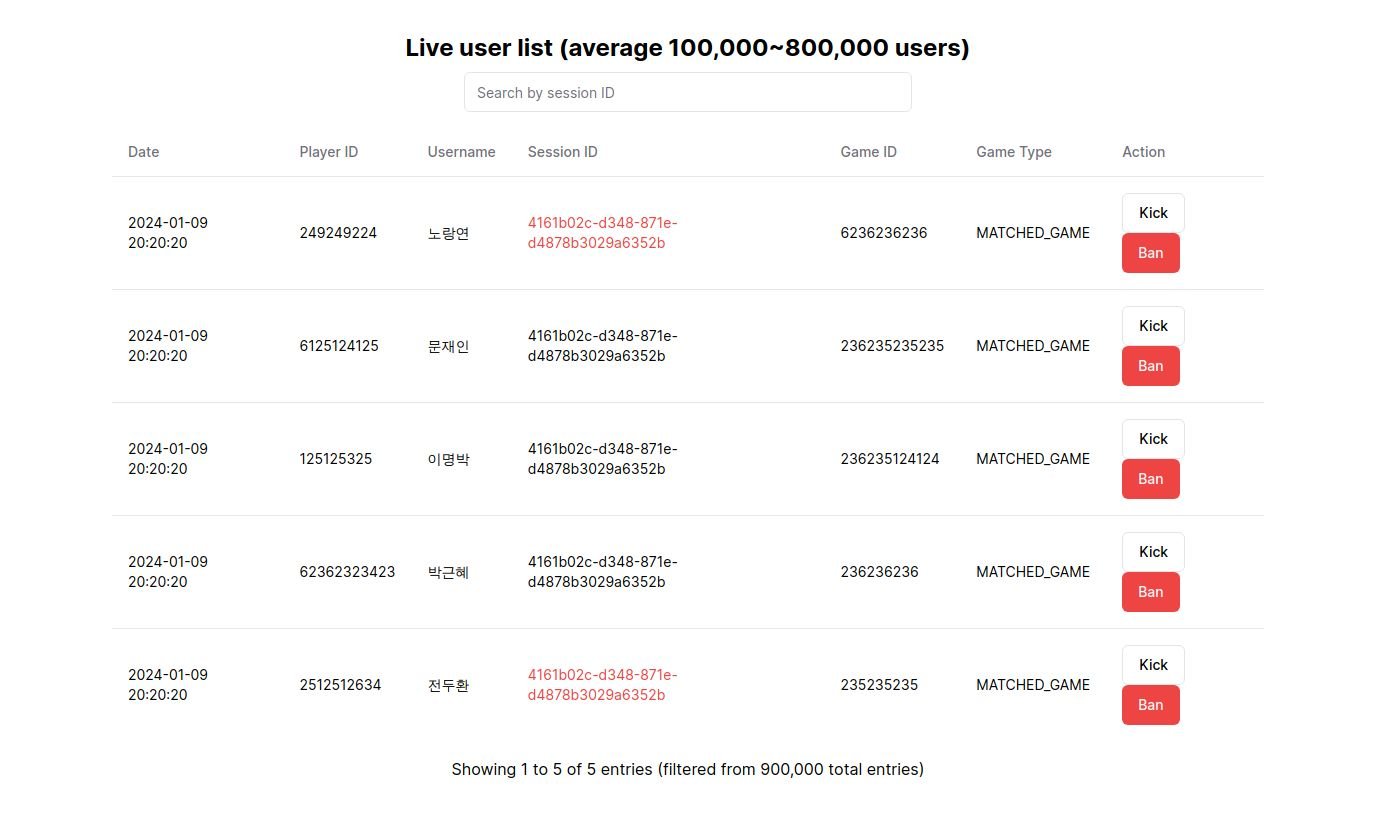 Live user list (average 100,000~800,000 users)
Search by session ID
Date Player ID Username Session ID Game ID Game Type Action
2024-01-09 20:20:20 249249224 노랑연 4161b02c-d348-871e-d4878b3029a6352b 6236236236 MATCHED_GAME Kick Ban
2024-01-09 20:20:20 6125124125 문재인 4161b02c-d348-871e-d4878b3029a6352b 236235235235 MATCHED_GAME Kick Ban
2024-01-09 20:20:20 125125325 이명박 4161b02c-d348-871e-d4878b3029a6352b 236235124124 MATCHED_GAME Kick Ban
2024-01-09 20:20:20 62362323423 박근혜 4161b02c-d348-871e-d4878b3029a6352b 236236236 MATCHED_GAME Kick Ban
2024-01-09 20:20:20 2512512634 전두환 4161b02c-d348-871e-d4878b3029a6352b 235235235 MATCHED_GAME Kick Ban
Showing 1 to 5 of 5 entries (filtered from 900,000 total entries)